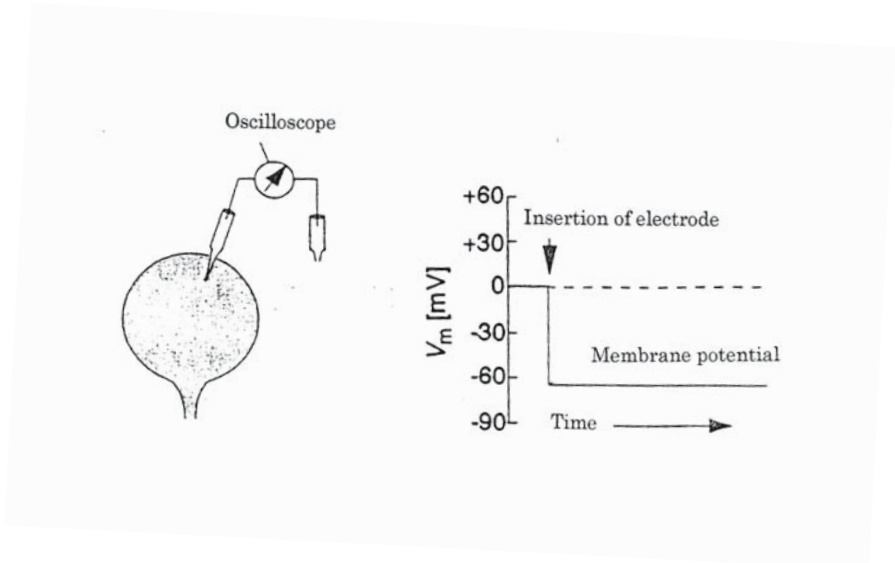 Oscilloscope
+60
Insertion of electrode
+30
0
Vm [mV]
-30
Membrane potential
-60
-90
Time